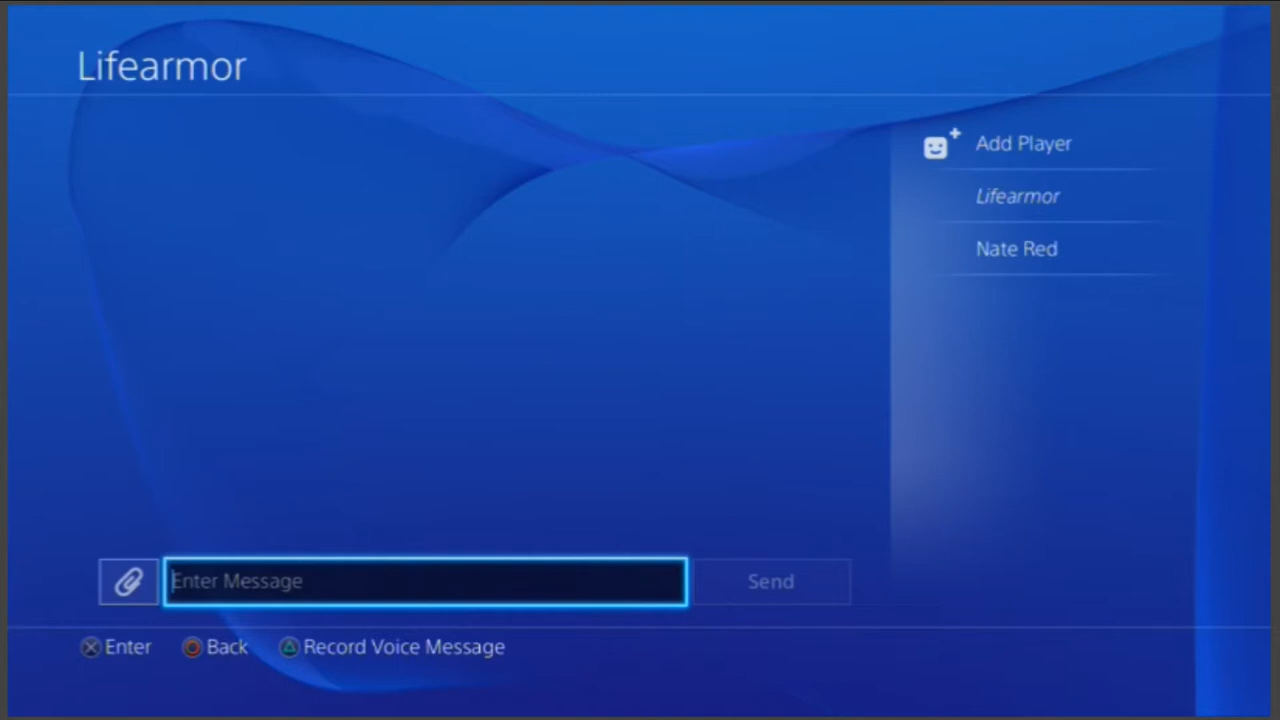 Lifearmor
Add Player
Lifearmor
Nate Red
Enter Message
Send
Enter Back Record Voice Message